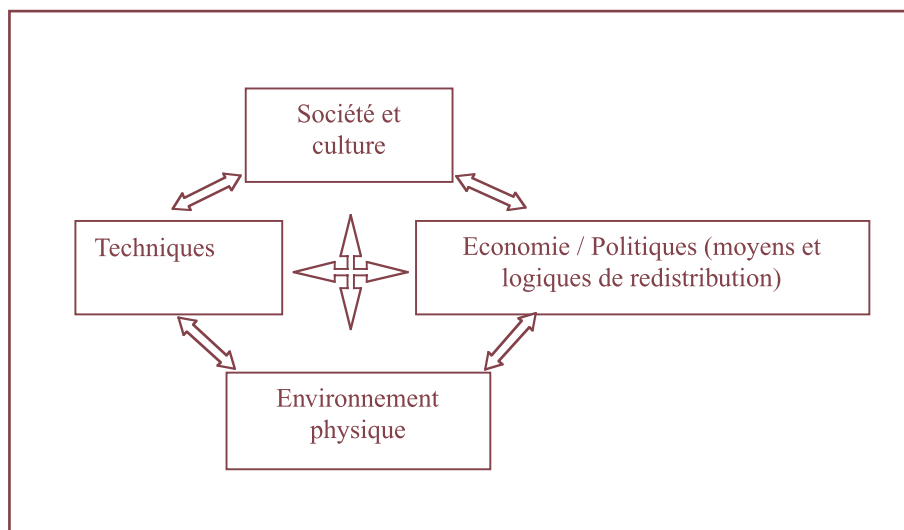 Société et
culture
Techniques
Economie / Politiques (moyens et
logiques de redistribution)
Environnement
physique